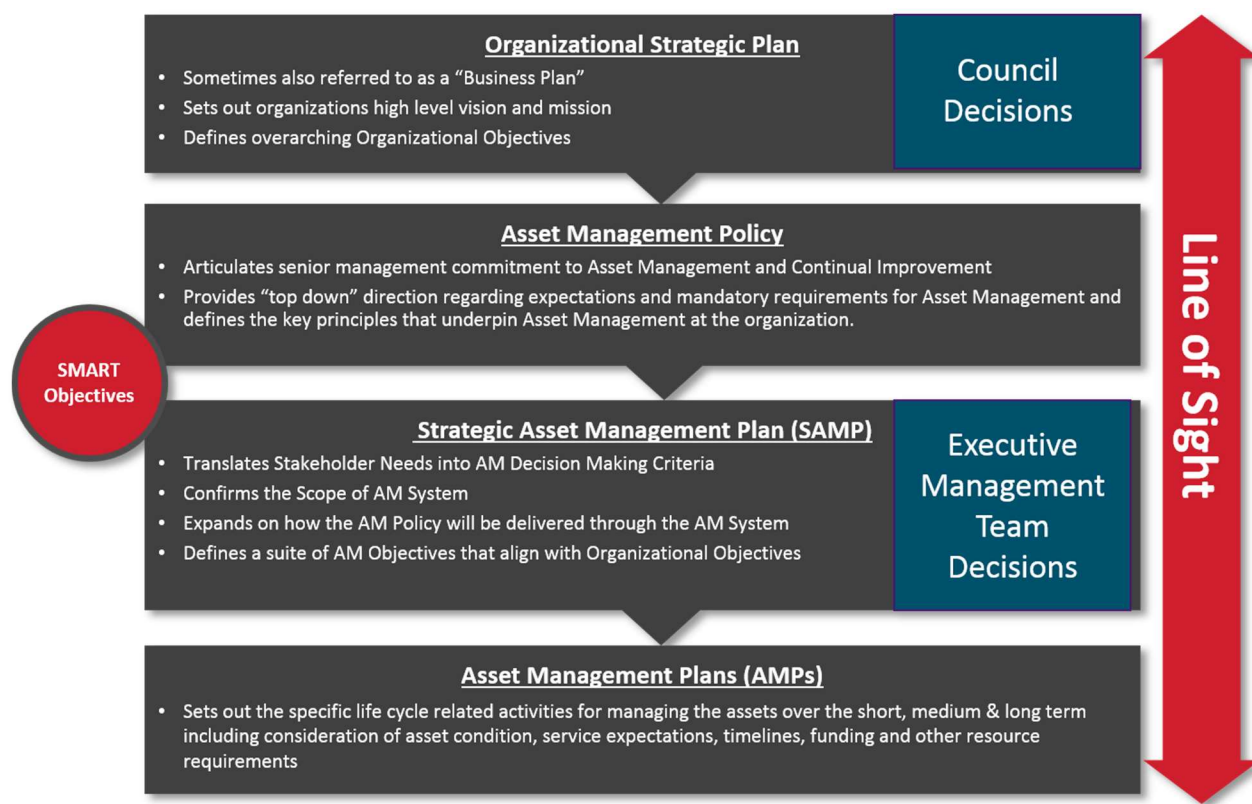 Organizational Strategic Plan
• Sometimes also referred to as a “Business Plan”
• Sets out organizations high level vision and mission
• Defines overarching Organizational Objectives
Council
Decisions
Asset Management Policy
• Articulates senior management commitment to Asset Management and Continual Improvement
• Provides “top down” direction regarding expectations and mandatory requirements for Asset Management and
defines the key principles that underpin Asset Management at the organization.
SMART
Objectives
Strategic Asset Management Plan (SAMP)
• Translates Stakeholder Needs into AM Decision Making Criteria
• Confirms the Scope of AM System
• Expands on how the AM Policy will be delivered through the AM System
• Defines a suite of AM Objectives that align with Organizational Objectives
Executive
Management
Team
Decisions
Asset Management Plans (AMPs)
• Sets out the specific life cycle related activities for managing the assets over the short, medium & long term
including consideration of asset condition, service expectations, timelines, funding and other resource
requirements
Line of Sight